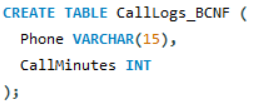 CREATE TABLE CallLogs_BCNF (
  Phone VARCHAR(15),
  CallMinutes INT
);